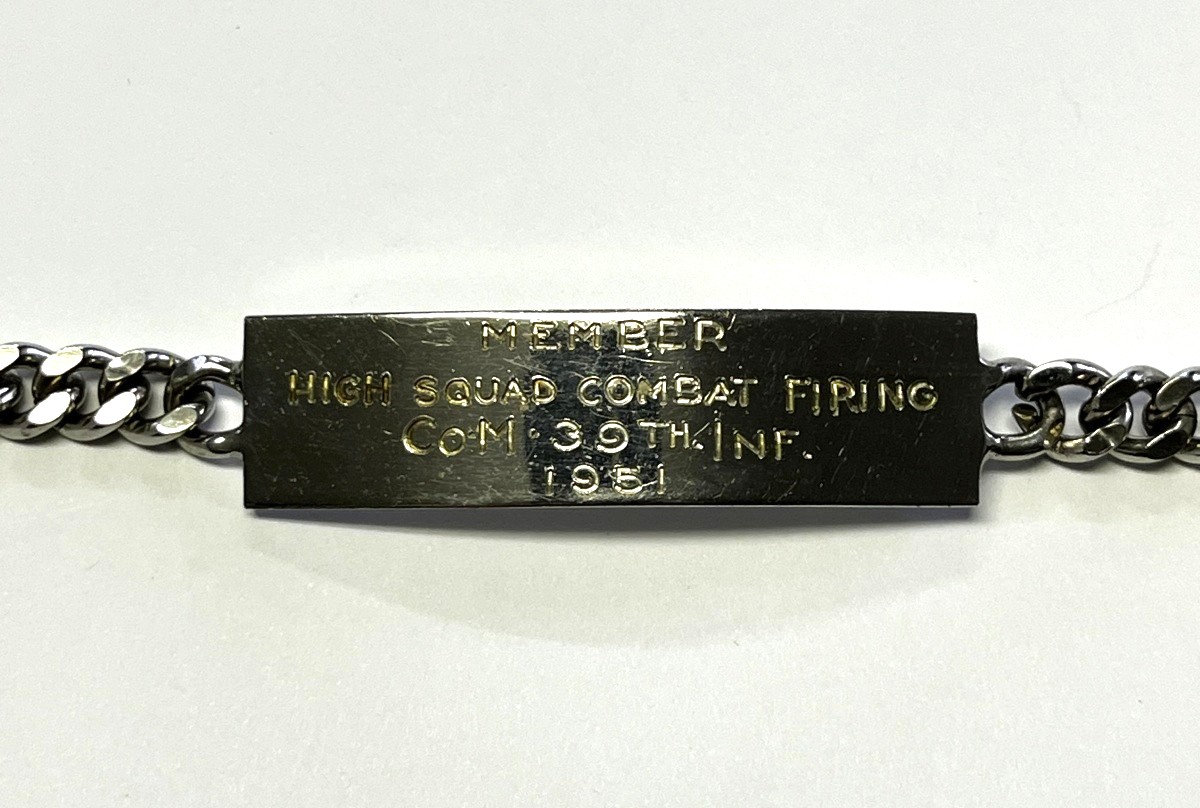 MEMBER
HIGH SQUAD COMBAT FIRING
Co·M· 39TH. INF.
1951